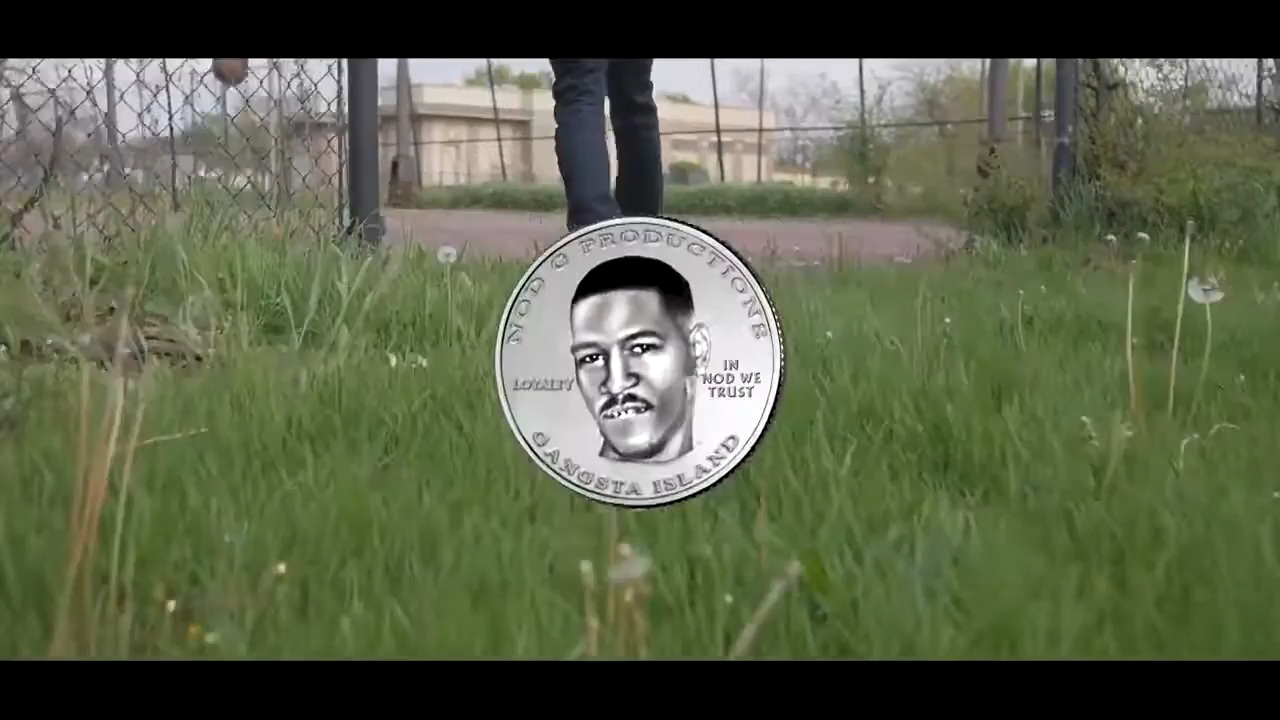 NOD G PRODUCTIONS
LOYALTY
IN
NOD WE
TRUST
GANGSTA ISLAND